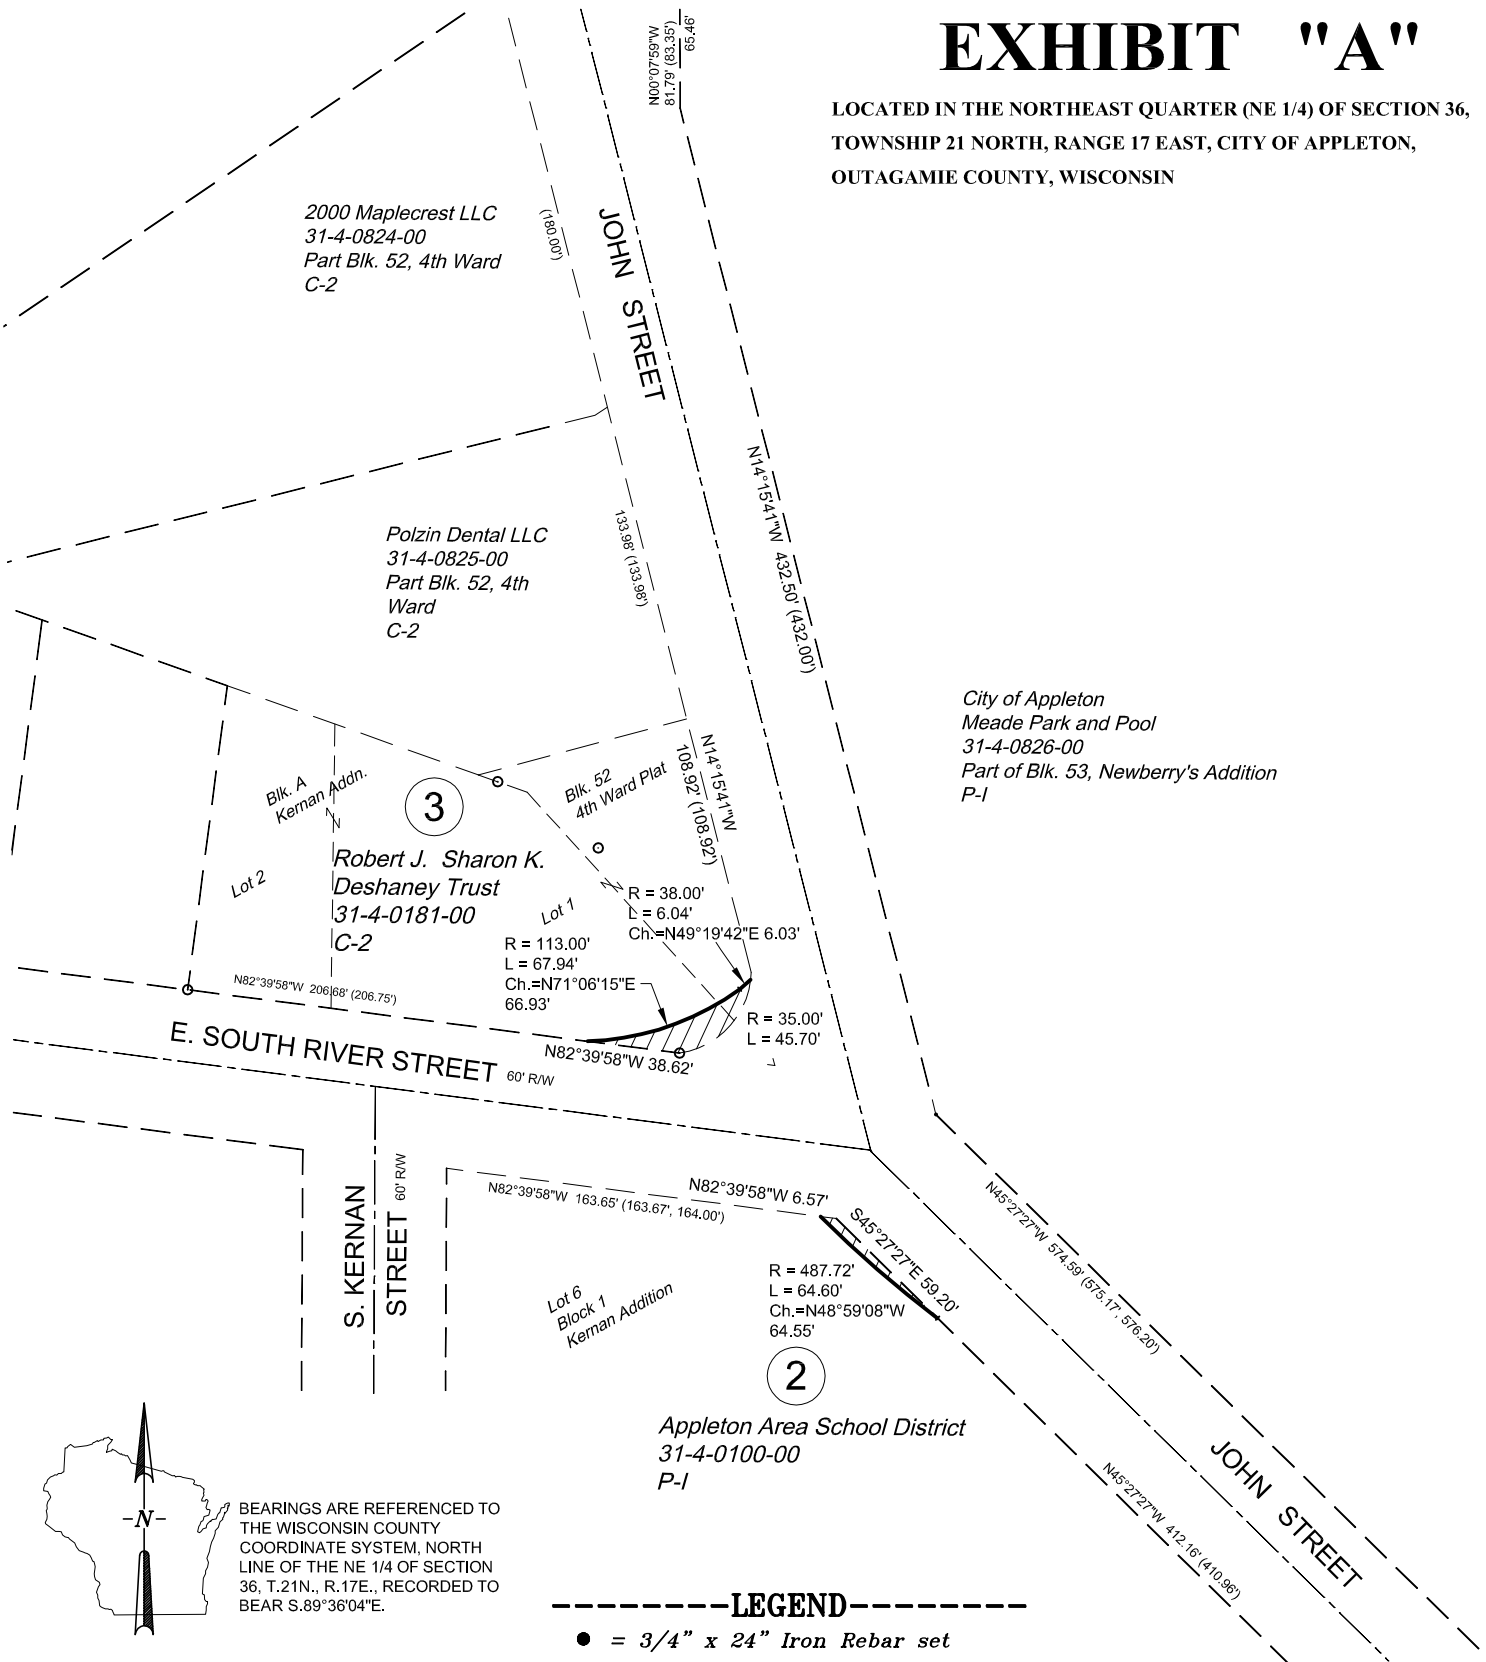 EXHIBIT "A"
LOCATED IN THE NORTHEAST QUARTER (NE 1/4) OF SECTION 36,
TOWNSHIP 21 NORTH, RANGE 17 EAST, CITY OF APPLETON,
OUTAGAMIE COUNTY, WISCONSIN
N00°07'59"W
81.79' (83.35')
65.46'
2000 Maplecrest LLC
31-4-0824-00
Part Blk. 52, 4th Ward
C-2
(180.00')
JOHN STREET
N14°15'41"W 432.50' (432.00')
Polzin Dental LLC
31-4-0825-00
Part Blk. 52, 4th
Ward
C-2
133.98' (133.98')
City of Appleton
Meade Park and Pool
31-4-0826-00
Part of Blk. 53, Newberry's Addition
P-I
N14°15'41"W
108.92' (108.92')
Blk. 52
4th Ward Plat
Blk. A
Kernan Addn.
3
Robert J. Sharon K.
Deshaney Trust
31-4-0181-00
C-2
Lot 2
Lot 1
R = 38.00'
L = 6.04'
Ch.=N49°19'42"E 6.03'
R = 113.00'
L = 67.94'
Ch.=N71°06'15"E
66.93'
R = 35.00'
L = 45.70'
N82°39'58"W 206.68' (206.75')
N82°39'58"W 38.62'
E. SOUTH RIVER STREET 60' R/W
S. KERNAN
STREET 60' R/W
N82°39'58"W 163.65' (163.67', 164.00')
N82°39'58"W 6.57'
S45°27'27"E 59.20'
N45°27'27"W 574.59' (575.17', 576.20')
R = 487.72'
L = 64.60'
Ch.=N48°59'08"W
64.55'
Lot 6
Block 1
Kernan Addition
2
Appleton Area School District
31-4-0100-00
P-I
JOHN STREET
N45°27'27"W 412.16' (410.96')
-N-
BEARINGS ARE REFERENCED TO
THE WISCONSIN COUNTY
COORDINATE SYSTEM, NORTH
LINE OF THE NE 1/4 OF SECTION
36, T.21N., R.17E., RECORDED TO
BEAR S.89°36'04"E.
LEGEND
= 3/4” x 24” Iron Rebar set